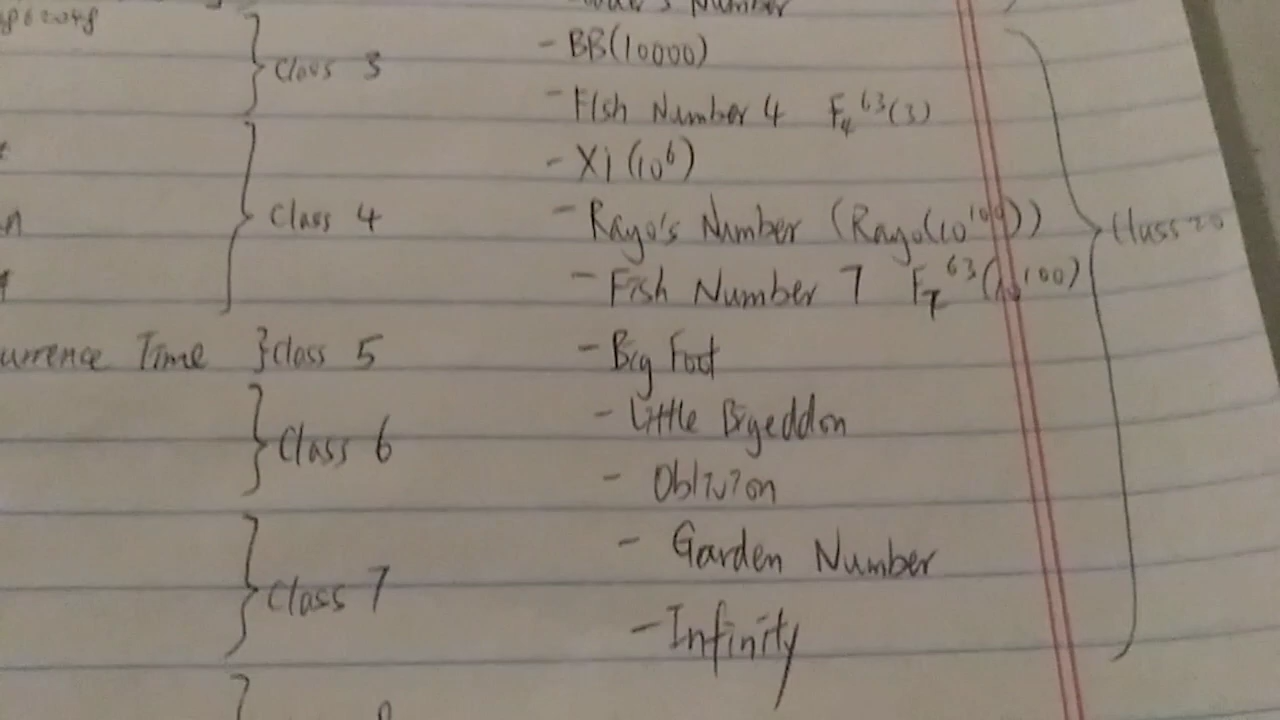 Class 3
Class 4
urrence Time }Class 5
Class 6
Class 7
Number
- BB(10000)
- Fish Number 4 F₄⁶³(3)
- Xi (10⁶)
- Rayo's Number (Rayo(10¹⁰⁰))
- Fish Number 7 F₇⁶³(10¹⁰⁰)
- Big Foot
- Little Bigeddon
- Oblivion
- Garden Number
- Infinity
Class 20